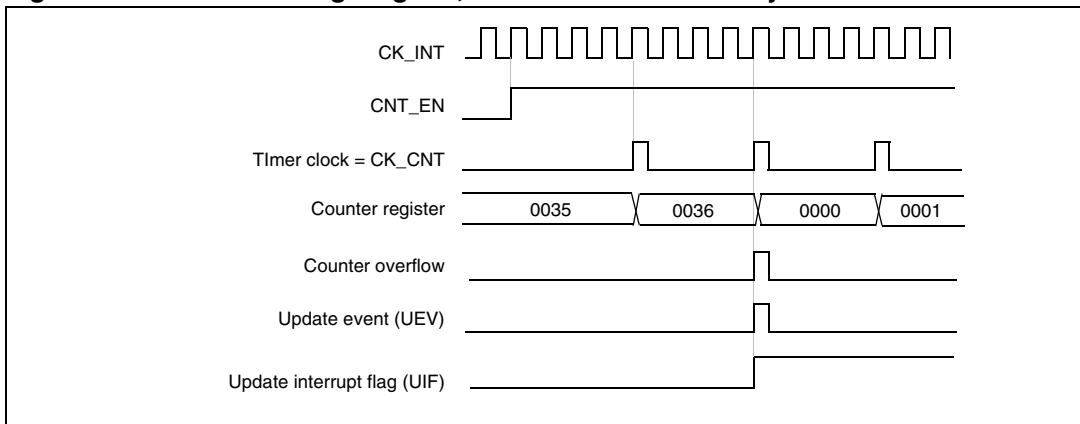 CK_INT
CNT_EN
TImer clock = CK_CNT
Counter register 0035 0036 0000 0001
Counter overflow
Update event (UEV)
Update interrupt flag (UIF)